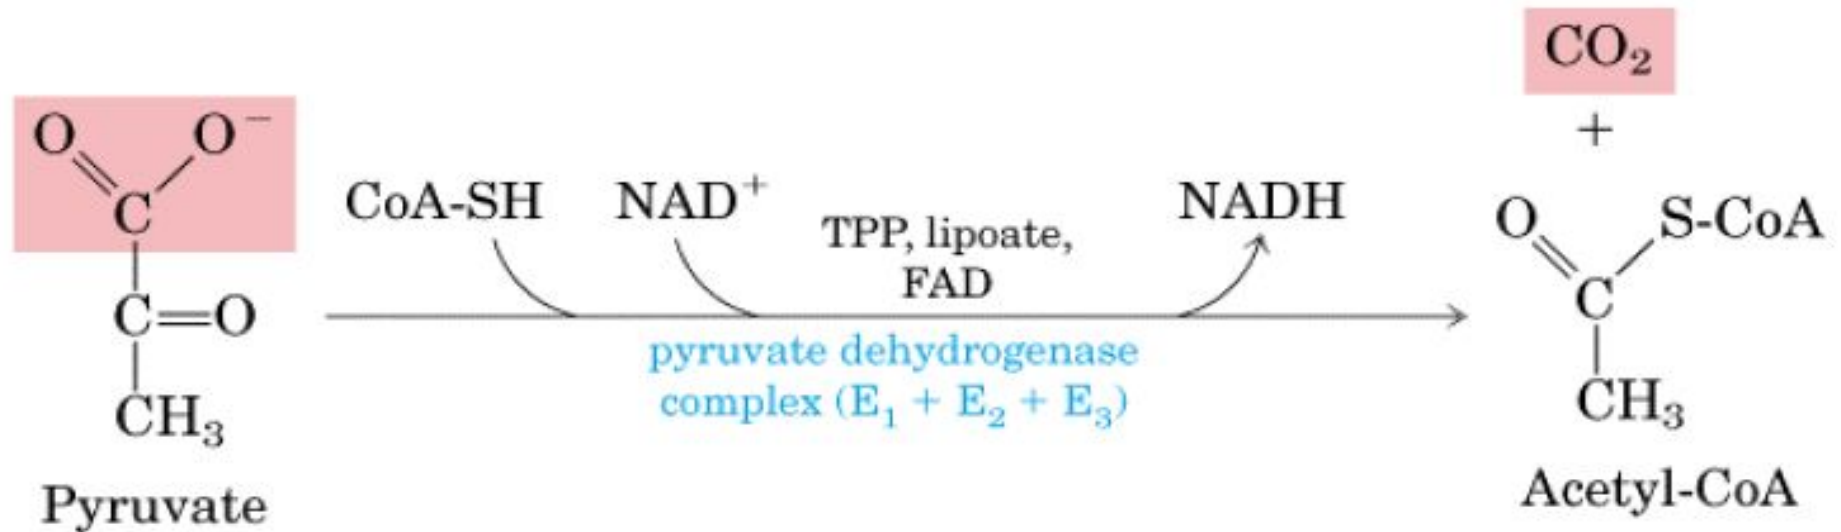 CO₂
+
O O⁻
C
C=O
CH₃
Pyruvate
CoA-SH NAD⁺ TPP, lipoate, NADH
FAD
pyruvate dehydrogenase
complex (E₁ + E₂ + E₃)
O S-CoA
C
CH₃
Acetyl-CoA